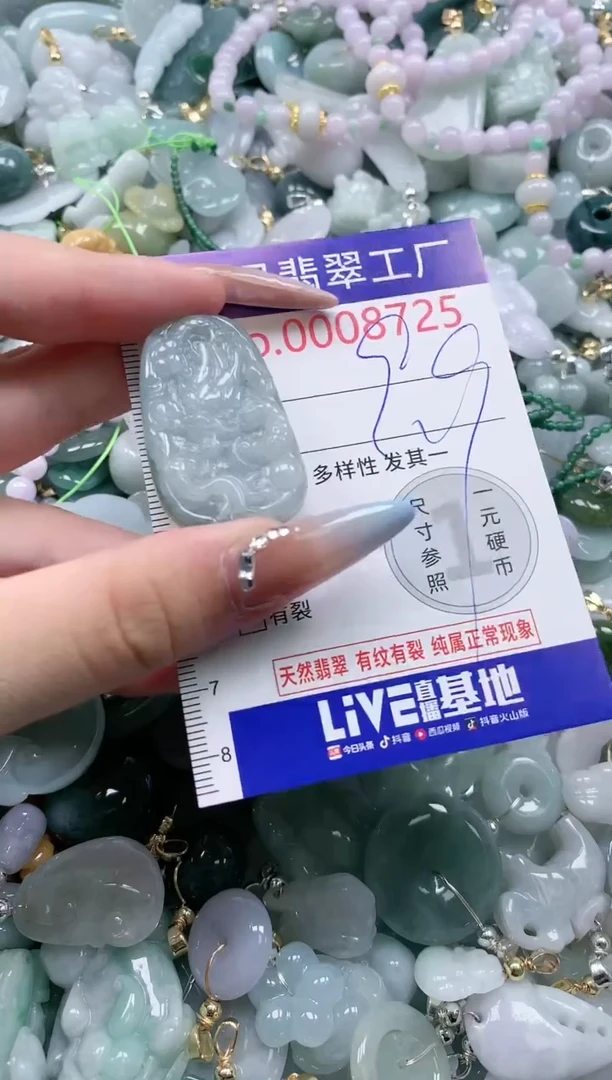 翡翠工厂
.0008725
多样性 发其一
尺寸参照
1
一元硬币
有裂
天然翡翠 有纹有裂 纯属正常现象
7
LiVE直播基地
8
今日头条 抖音 西瓜视频 抖音火山版